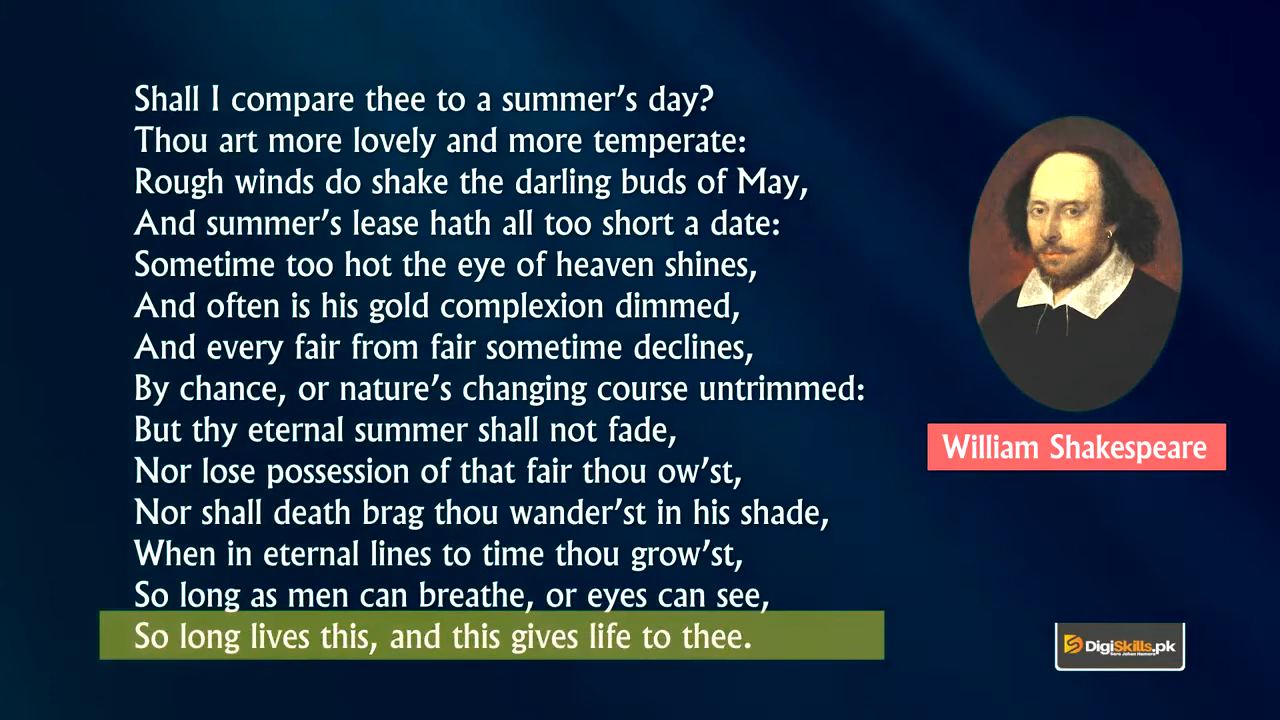 Shall I compare thee to a summer's day?
Thou art more lovely and more temperate:
Rough winds do shake the darling buds of May,
And summer's lease hath all too short a date:
Sometime too hot the eye of heaven shines,
And often is his gold complexion dimmed,
And every fair from fair sometime declines,
By chance, or nature's changing course untrimmed:
But thy eternal summer shall not fade,
Nor lose possession of that fair thou ow'st,
Nor shall death brag thou wander'st in his shade,
When in eternal lines to time thou grow'st,
So long as men can breathe, or eyes can see,
So long lives this, and this gives life to thee.
William Shakespeare
DigiSkills.pk